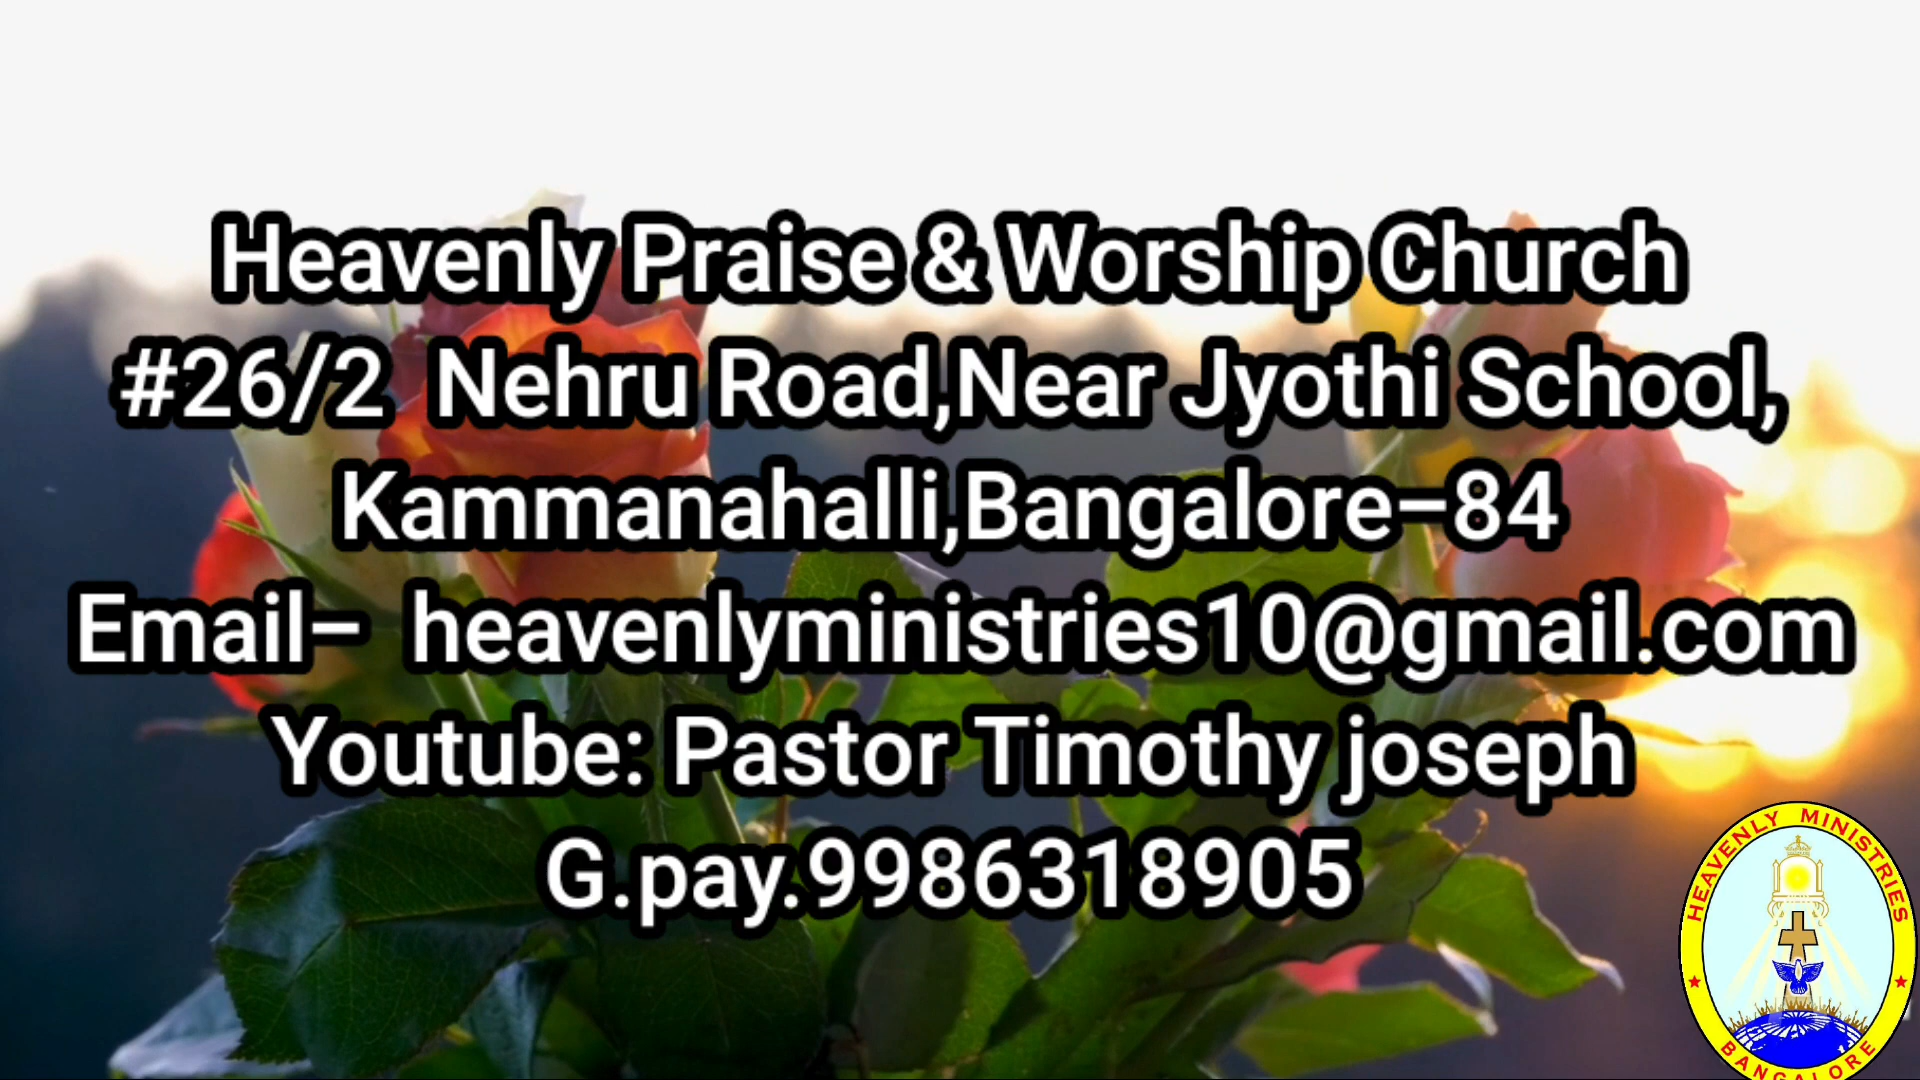 Heavenly Praise & Worship Church
#26/2 Nehru Road,Near Jyothi School,
Kammanahalli,Bangalore-84
Email- heavenlyministries10@gmail.com
Youtube: Pastor Timothy joseph
G.pay.9986318905
HEAVENLY MINISTRIES
BANGALORE